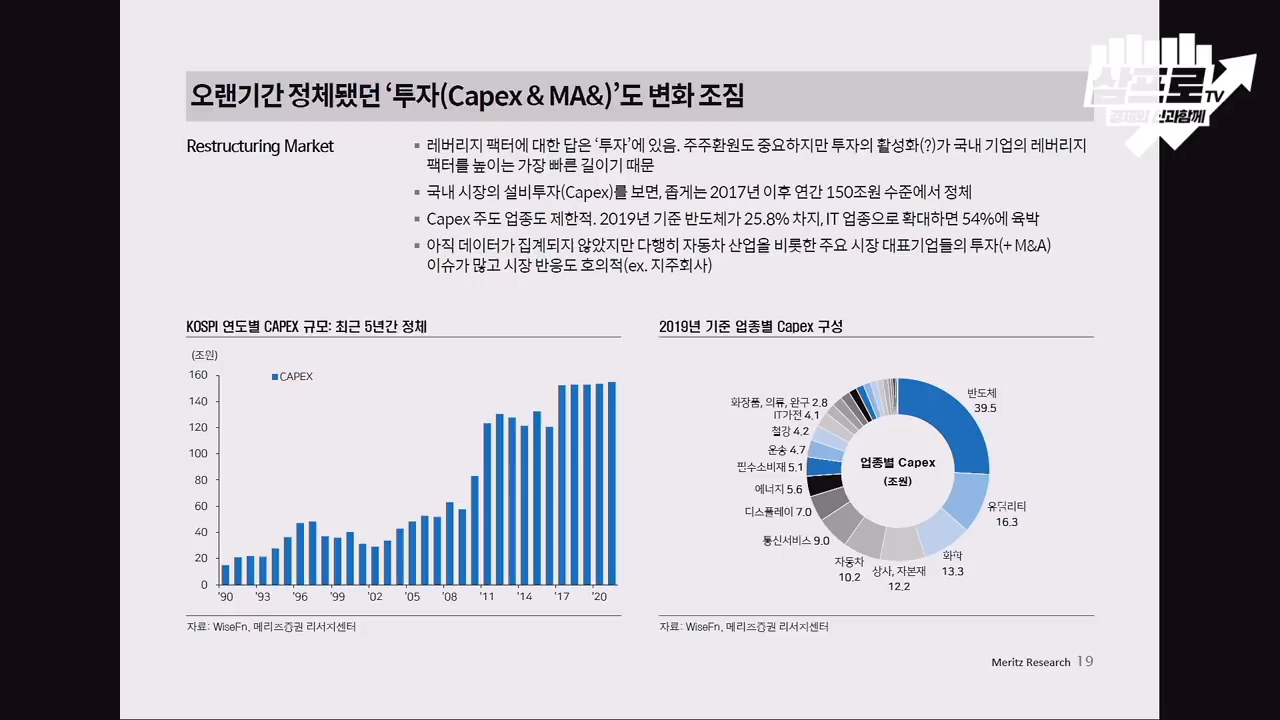 오랜기간 정체됐던 ‘투자(Capex & MA&)’도 변화 조짐
삼프로TV
경제의 신과함께
Restructuring Market
▪ 레버리지 팩터에 대한 답은 ‘투자’에 있음. 주주환원도 중요하지만 투자의 활성화(?)가 국내 기업의 레버리지
팩터를 높이는 가장 빠른 길이기 때문
▪ 국내 시장의 설비투자(Capex)를 보면, 좁게는 2017년 이후 연간 150조원 수준에서 정체
▪ Capex 주도 업종도 제한적. 2019년 기준 반도체가 25.8% 차지, IT 업종으로 확대하면 54%에 육박
▪ 아직 데이터가 집계되지 않았지만 다행히 자동차 산업을 비롯한 주요 시장 대표기업들의 투자(+ M&A)
이슈가 많고 시장 반응도 호의적(ex. 지주회사)
KOSPI 연도별 CAPEX 규모: 최근 5년간 정체
(조원)
CAPEX
160
140
120
100
80
60
40
20
0
'90 '93 '96 '99 '02 '05 '08 '11 '14 '17 '20
자료: WiseFn, 메리츠증권 리서치센터
2019년 기준 업종별 Capex 구성
반도체
39.5
유틸리티
16.3
화학
13.3
상사, 자본재
12.2
자동차
10.2
통신서비스 9.0
디스플레이 7.0
에너지 5.6
필수소비재 5.1
운송 4.7
철강 4.2
IT가전 4.1
화장품, 의류, 완구 2.8
업종별 Capex
(조원)
자료: WiseFn, 메리츠증권 리서치센터
Meritz Research 19